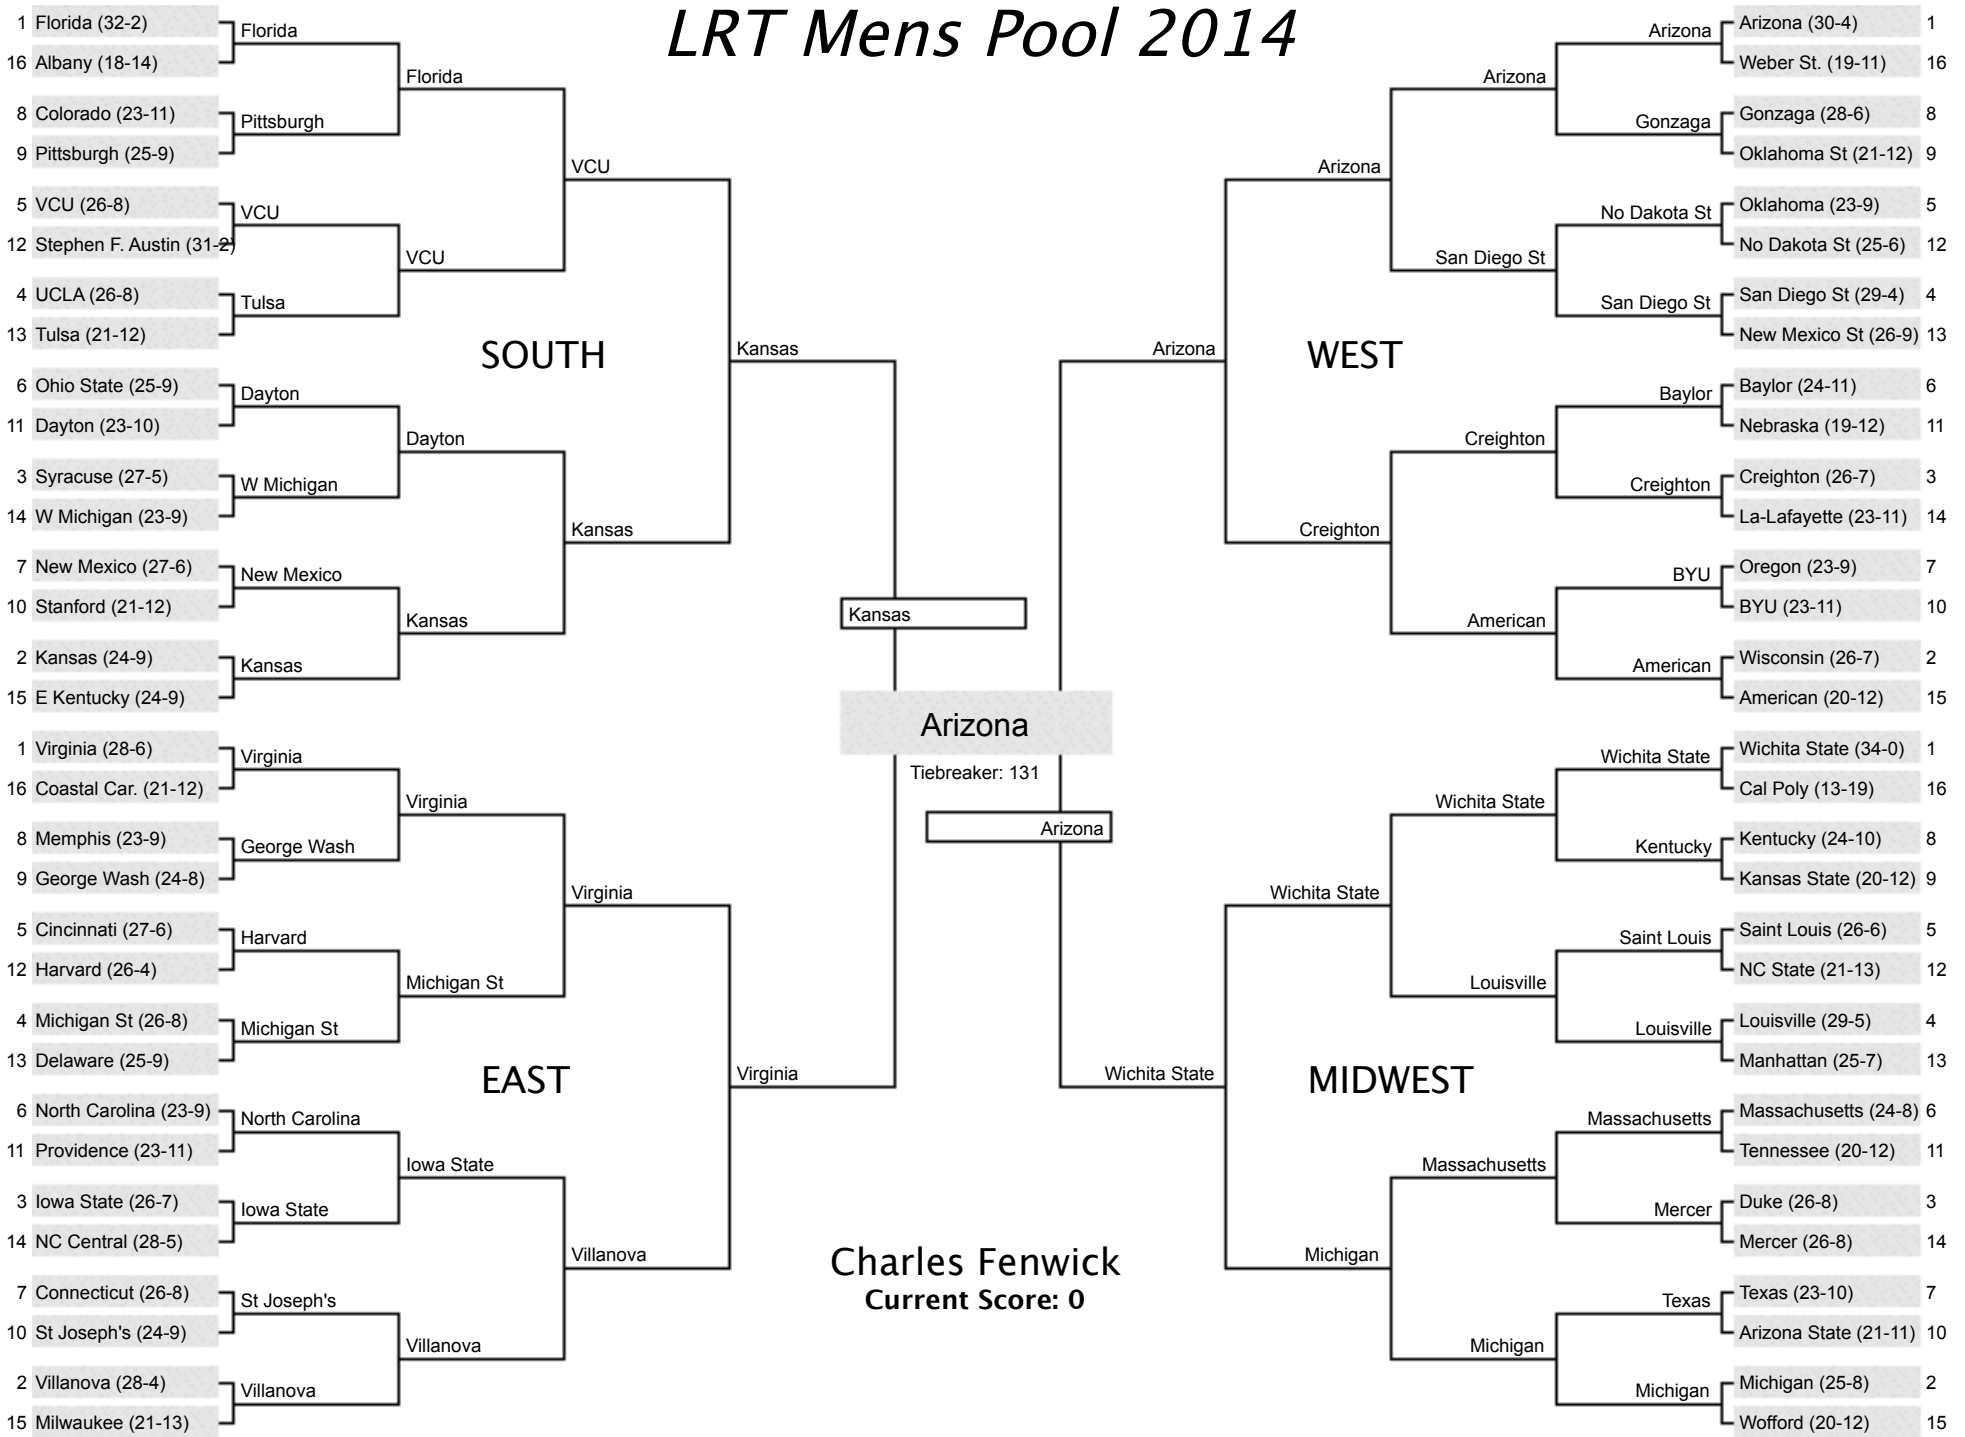 LRT Mens Pool 2014
1 Florida (32-2)
16 Albany (18-14)
8 Colorado (23-11)
9 Pittsburgh (25-9)
5 VCU (26-8)
12 Stephen F. Austin (31-2)
4 UCLA (26-8)
13 Tulsa (21-12)
6 Ohio State (25-9)
11 Dayton (23-10)
3 Syracuse (27-5)
14 W Michigan (23-9)
7 New Mexico (27-6)
10 Stanford (21-12)
2 Kansas (24-9)
15 E Kentucky (24-9)
Florida
Pittsburgh
VCU
Tulsa
Dayton
W Michigan
New Mexico
Kansas
Florida
VCU
Dayton
Kansas
VCU
Kansas
SOUTH
Kansas
1 Virginia (28-6)
16 Coastal Car. (21-12)
8 Memphis (23-9)
9 George Wash (24-8)
5 Cincinnati (27-6)
12 Harvard (26-4)
4 Michigan St (26-8)
13 Delaware (25-9)
6 North Carolina (23-9)
11 Providence (23-11)
3 Iowa State (26-7)
14 NC Central (28-5)
7 Connecticut (26-8)
10 St Joseph's (24-9)
2 Villanova (28-4)
15 Milwaukee (21-13)
Virginia
George Wash
Harvard
Michigan St
North Carolina
Iowa State
St Joseph's
Villanova
Virginia
Michigan St
Iowa State
Villanova
Virginia
Villanova
EAST
Virginia
Kansas
Arizona
Tiebreaker: 131
Arizona
Charles Fenwick
Current Score: 0
Arizona
WEST
Arizona
Creighton
Arizona
San Diego St
Creighton
American
Arizona
Gonzaga
No Dakota St
San Diego St
Baylor
Creighton
BYU
American
Arizona (30-4) 1
Weber St. (19-11) 16
Gonzaga (28-6) 8
Oklahoma St (21-12) 9
Oklahoma (23-9) 5
No Dakota St (25-6) 12
San Diego St (29-4) 4
New Mexico St (26-9) 13
Baylor (24-11) 6
Nebraska (19-12) 11
Creighton (26-7) 3
La-Lafayette (23-11) 14
Oregon (23-9) 7
BYU (23-11) 10
Wisconsin (26-7) 2
American (20-12) 15
Wichita State
MIDWEST
Wichita State
Michigan
Wichita State
Louisville
Massachusetts
Michigan
Wichita State
Kentucky
Saint Louis
Louisville
Massachusetts
Mercer
Texas
Michigan
Wichita State (34-0) 1
Cal Poly (13-19) 16
Kentucky (24-10) 8
Kansas State (20-12) 9
Saint Louis (26-6) 5
NC State (21-13) 12
Louisville (29-5) 4
Manhattan (25-7) 13
Massachusetts (24-8) 6
Tennessee (20-12) 11
Duke (26-8) 3
Mercer (26-8) 14
Texas (23-10) 7
Arizona State (21-11) 10
Michigan (25-8) 2
Wofford (20-12) 15